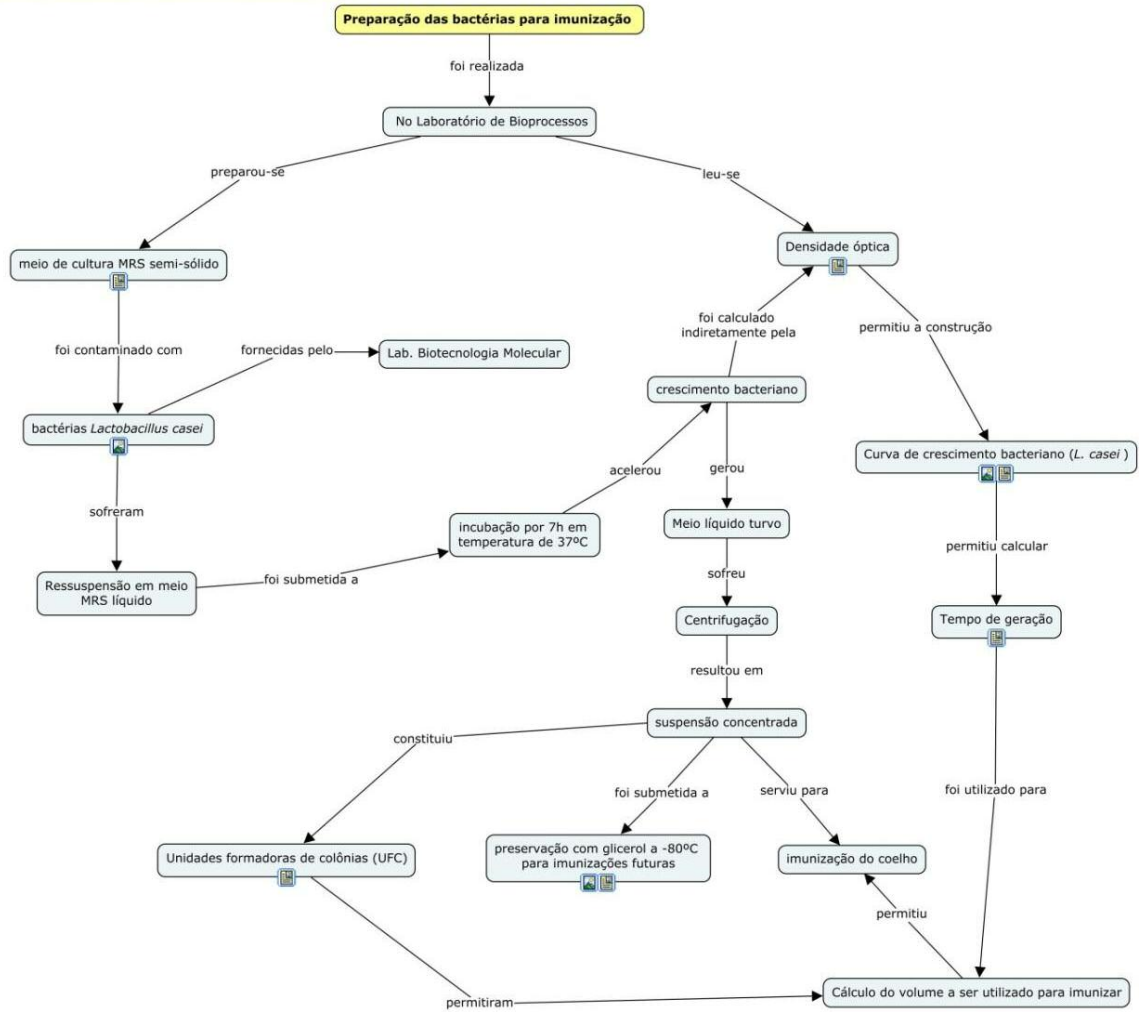 Preparação das bactérias para imunização
foi realizada
No Laboratório de Bioprocessos
preparou-se
leu-se
meio de cultura MRS semi-sólido
Densidade óptica
foi contaminado com
fornecidas pelo
Lab. Biotecnologia Molecular
foi calculado
indiretamente pela
permitiu a construção
bactérias Lactobacillus casei
crescimento bacteriano
Curva de crescimento bacteriano (L. casei )
sofreram
acelerou
gerou
incubação por 7h em
temperatura de 37ºC
Meio líquido turvo
permitiu calcular
Ressuspensão em meio
MRS líquido
foi submetida a
sofreu
Centrifugação
Tempo de geração
resultou em
suspensão concentrada
constituiu
foi submetida a
serviu para
foi utilizado para
Unidades formadoras de colônias (UFC)
preservação com glicerol a -80ºC
para imunizações futuras
imunização do coelho
permitiu
permitiram
Cálculo do volume a ser utilizado para imunizar